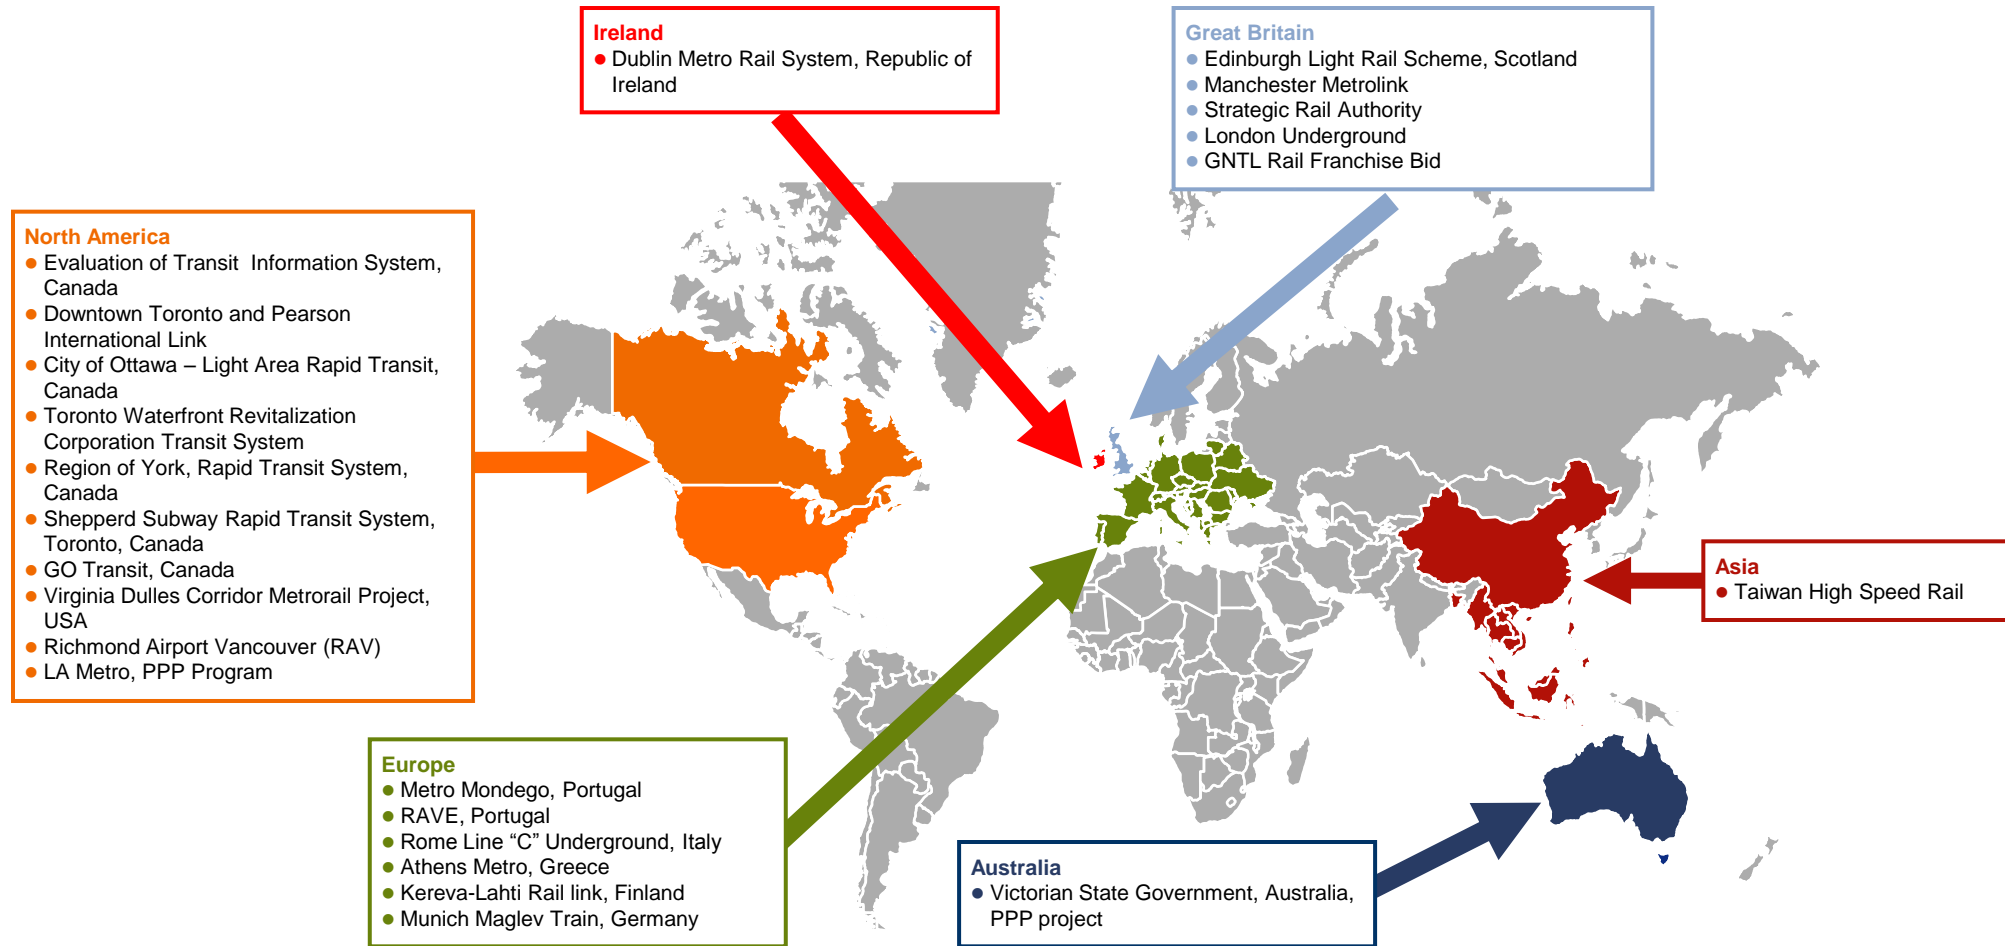 Ireland
● Dublin Metro Rail System, Republic of
Ireland
Great Britain
● Edinburgh Light Rail Scheme, Scotland
● Manchester Metrolink
● Strategic Rail Authority
● London Underground
● GNTL Rail Franchise Bid
North America
● Evaluation of Transit Information System,
Canada
● Downtown Toronto and Pearson
International Link
● City of Ottawa – Light Area Rapid Transit,
Canada
● Toronto Waterfront Revitalization
Corporation Transit System
● Region of York, Rapid Transit System,
Canada
● Shepperd Subway Rapid Transit System,
Toronto, Canada
● GO Transit, Canada
● Virginia Dulles Corridor Metrorail Project,
USA
● Richmond Airport Vancouver (RAV)
● LA Metro, PPP Program
Asia
● Taiwan High Speed Rail
Europe
● Metro Mondego, Portugal
● RAVE, Portugal
● Rome Line “C” Underground, Italy
● Athens Metro, Greece
● Kereva-Lahti Rail link, Finland
● Munich Maglev Train, Germany
Australia
● Victorian State Government, Australia,
PPP project